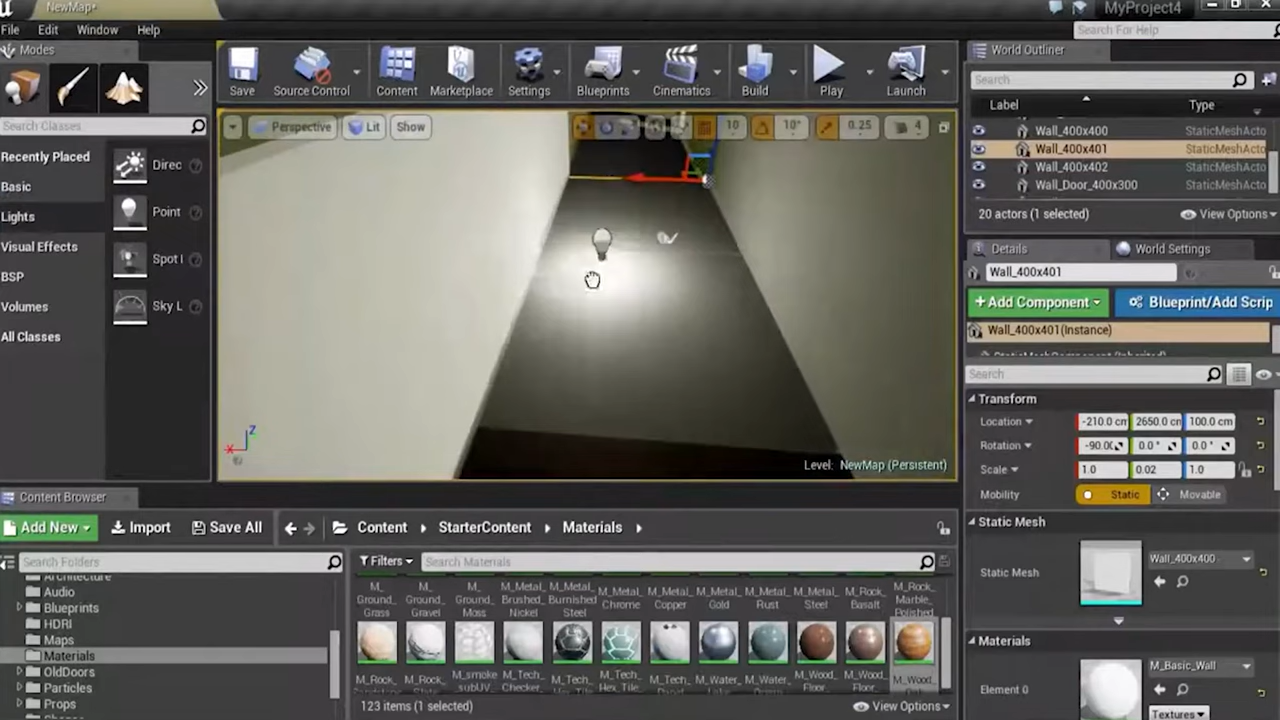 NewMap*
MyProject4
File Edit Window Help
Search For Help
Modes
Search Classes
Recently Placed
Basic
Lights
Visual Effects
BSP
Volumes
All Classes
Direc
Point
Spot l
Sky L
Save
Source Control
Content
Marketplace
Settings
Blueprints
Cinematics
Build
Play
Launch
Perspective
Lit
Show
10
10°
0.25
4
Level: NewMap (Persistent)
World Outliner
Search
Label
Type
Wall_400x400 StaticMeshActo
Wall_400x401 StaticMeshActo
Wall_400x402 StaticMeshActo
Wall_Door_400x300 StaticMeshActo
20 actors (1 selected)
View Options
Details
World Settings
Wall_400x401
+Add Component
Blueprint/Add Scrip
Wall_400x401(Instance)
StaticMeshComponent (Inherited)
Search
Transform
Location -210.0 cm 2650.0 cm 100.0 cm
Rotation -90.0 0.0 ° 0.0 °
Scale 1.0 0.02 1.0
Mobility Static Movable
Static Mesh
Static Mesh
Wall_400x400
Materials
Element 0
M_Basic_Wall
Textures
Content Browser
Add New
Import
Save All
Content
StarterContent
Materials
Search Folders
Architecture
Audio
Blueprints
HDRI
Maps
Materials
OldDoors
Particles
Props
Filters
Search Materials
M_Ground_Grass
M_Ground_Gravel
M_Ground_Moss
M_Metal_Brushed_Nickel
M_Metal_Burnished_Steel
M_Metal_Chrome
M_Metal_Copper
M_Metal_Gold
M_Metal_Rust
M_Metal_Steel
M_Rock_Basalt
M_Rock_Marble_Polished
M_Rock_
M_Rock_
M_smoke_subUV
M_Tech_Checker
M_Tech_Hex_Tile
M_Tech_Hex_Tile
M_Tech_
M_Water_
M_Water_
M_Wood_Floor
M_Wood_Floor
M_Wood_
123 items (1 selected)
View Options